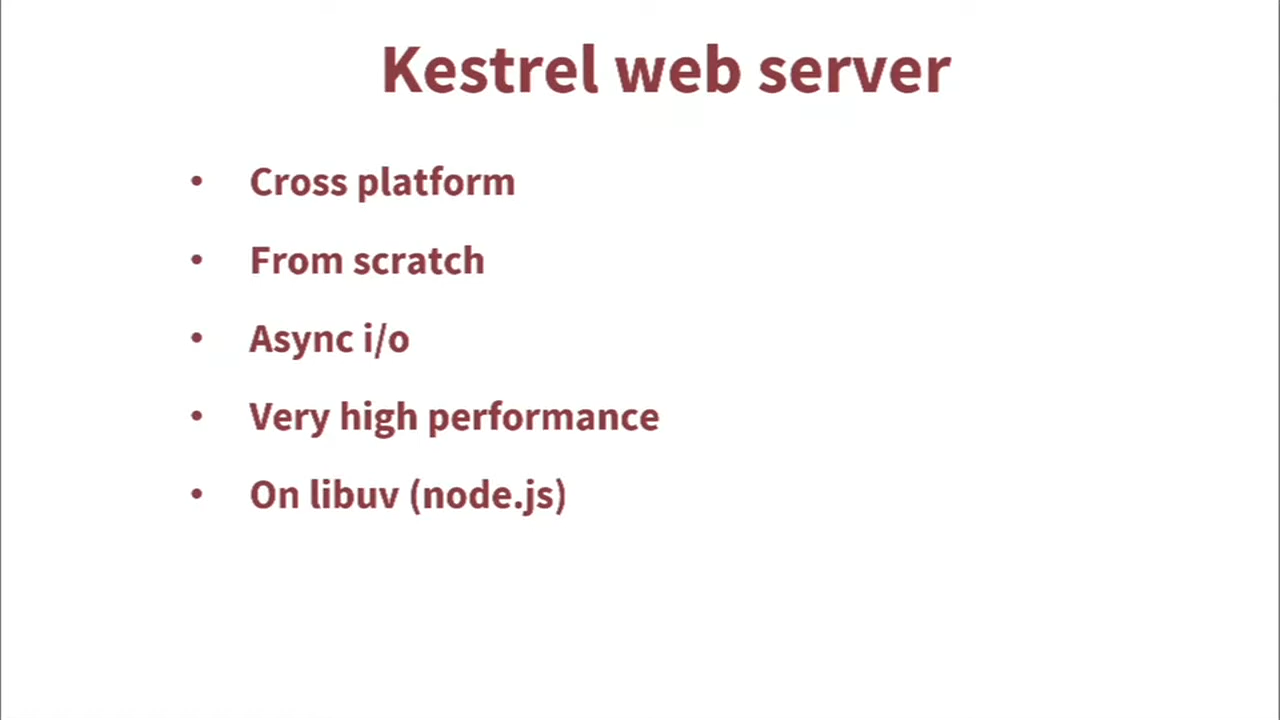 Kestrel web server
• Cross platform
• From scratch
• Async i/o
• Very high performance
• On libuv (node.js)